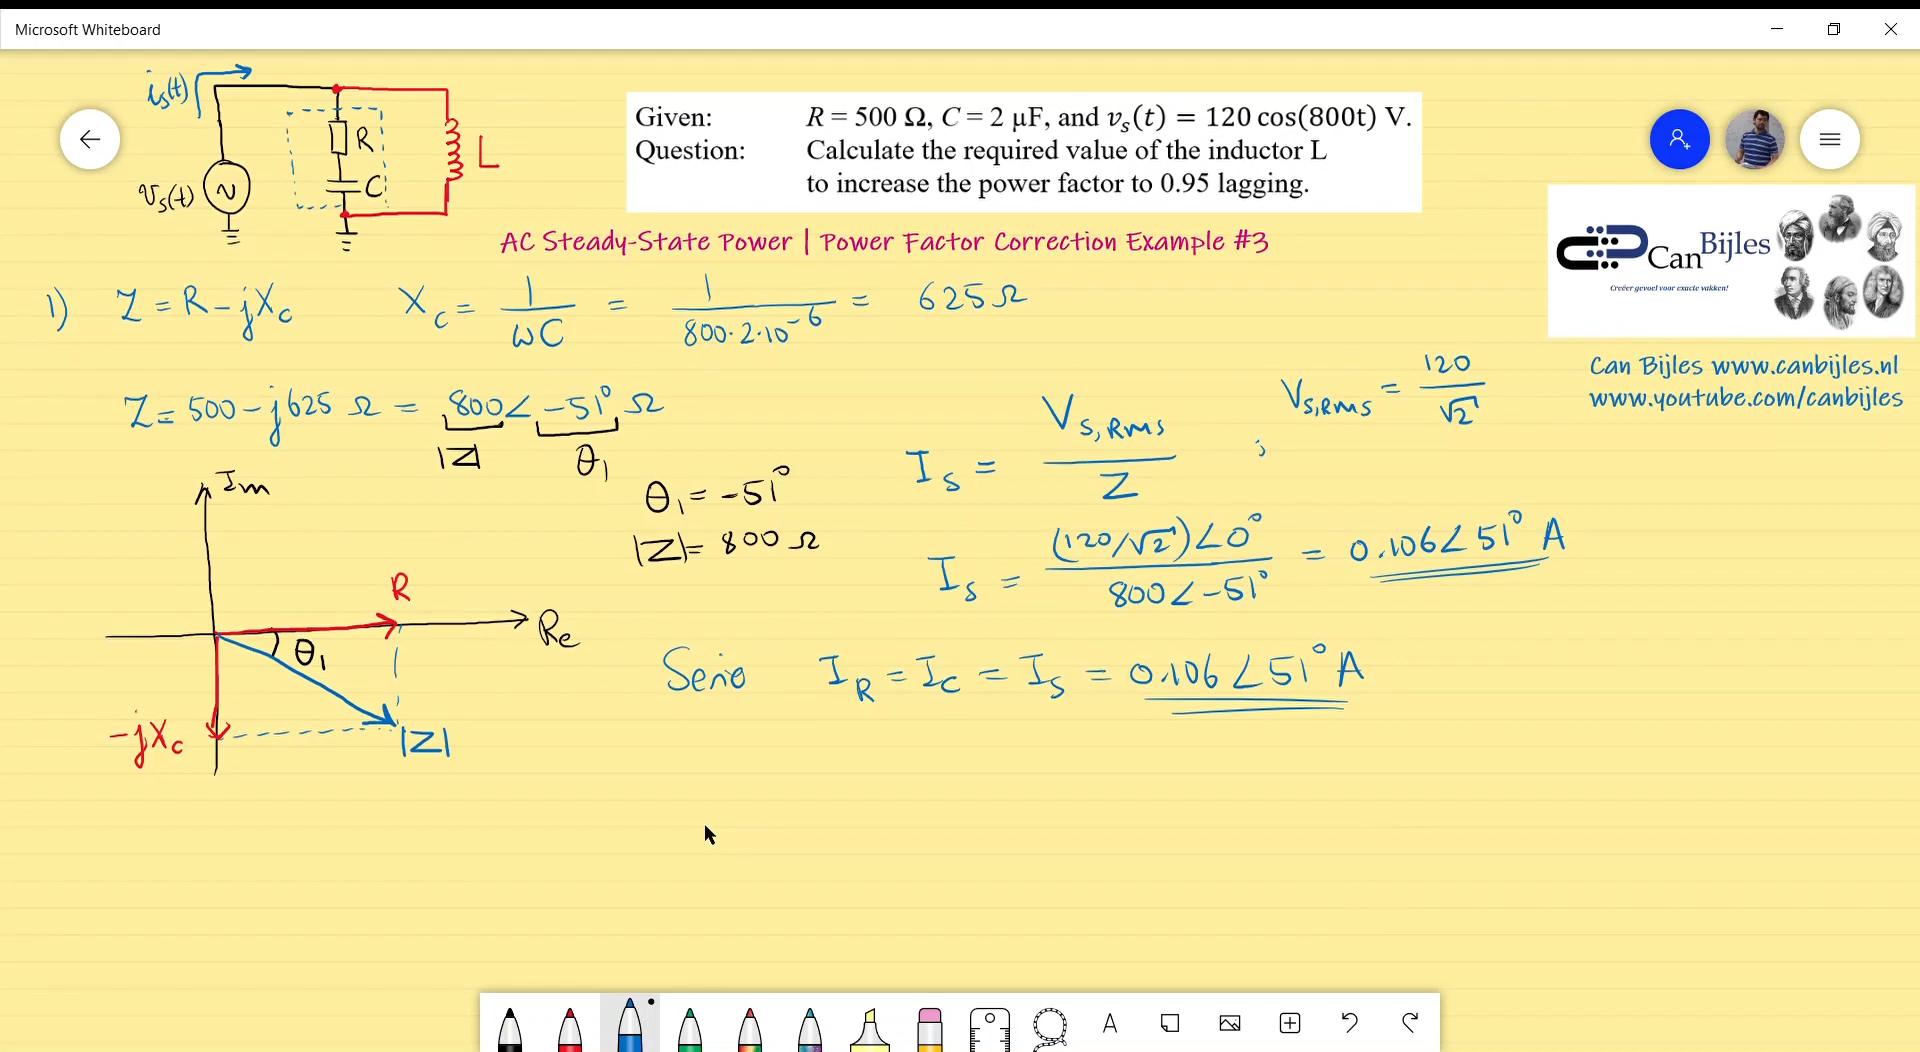 Microsoft Whiteboard
is(t)
R
L
C
vs(t)
Given: R = 500 Ω, C = 2 μF, and vs(t) = 120 cos(800t) V.
Question: Calculate the required value of the inductor L
to increase the power factor to 0.95 lagging.
AC Steady-State Power | Power Factor Correction Example #3
CanBijles
Creëer gevoel voor exacte vakken!
Can Bijles www.canbijles.nl
www.youtube.com/canbijles
1) Z = R - jXc Xc = 1/ωC = 1/800·2·10^-6 = 625 Ω
Z = 500 - j625 Ω = 800∠-51° Ω
|Z| θ1
θ1 = -51°
|Z| = 800 Ω
Is = Vs,Rms/Z ; Vs,Rms = 120/√2
Is = (120/√2)∠0°/800∠-51° = 0.106∠51° A
Serie IR = Ic = Is = 0.106∠51° A
Im
R
Re
θ1
-jXc
|Z|
A